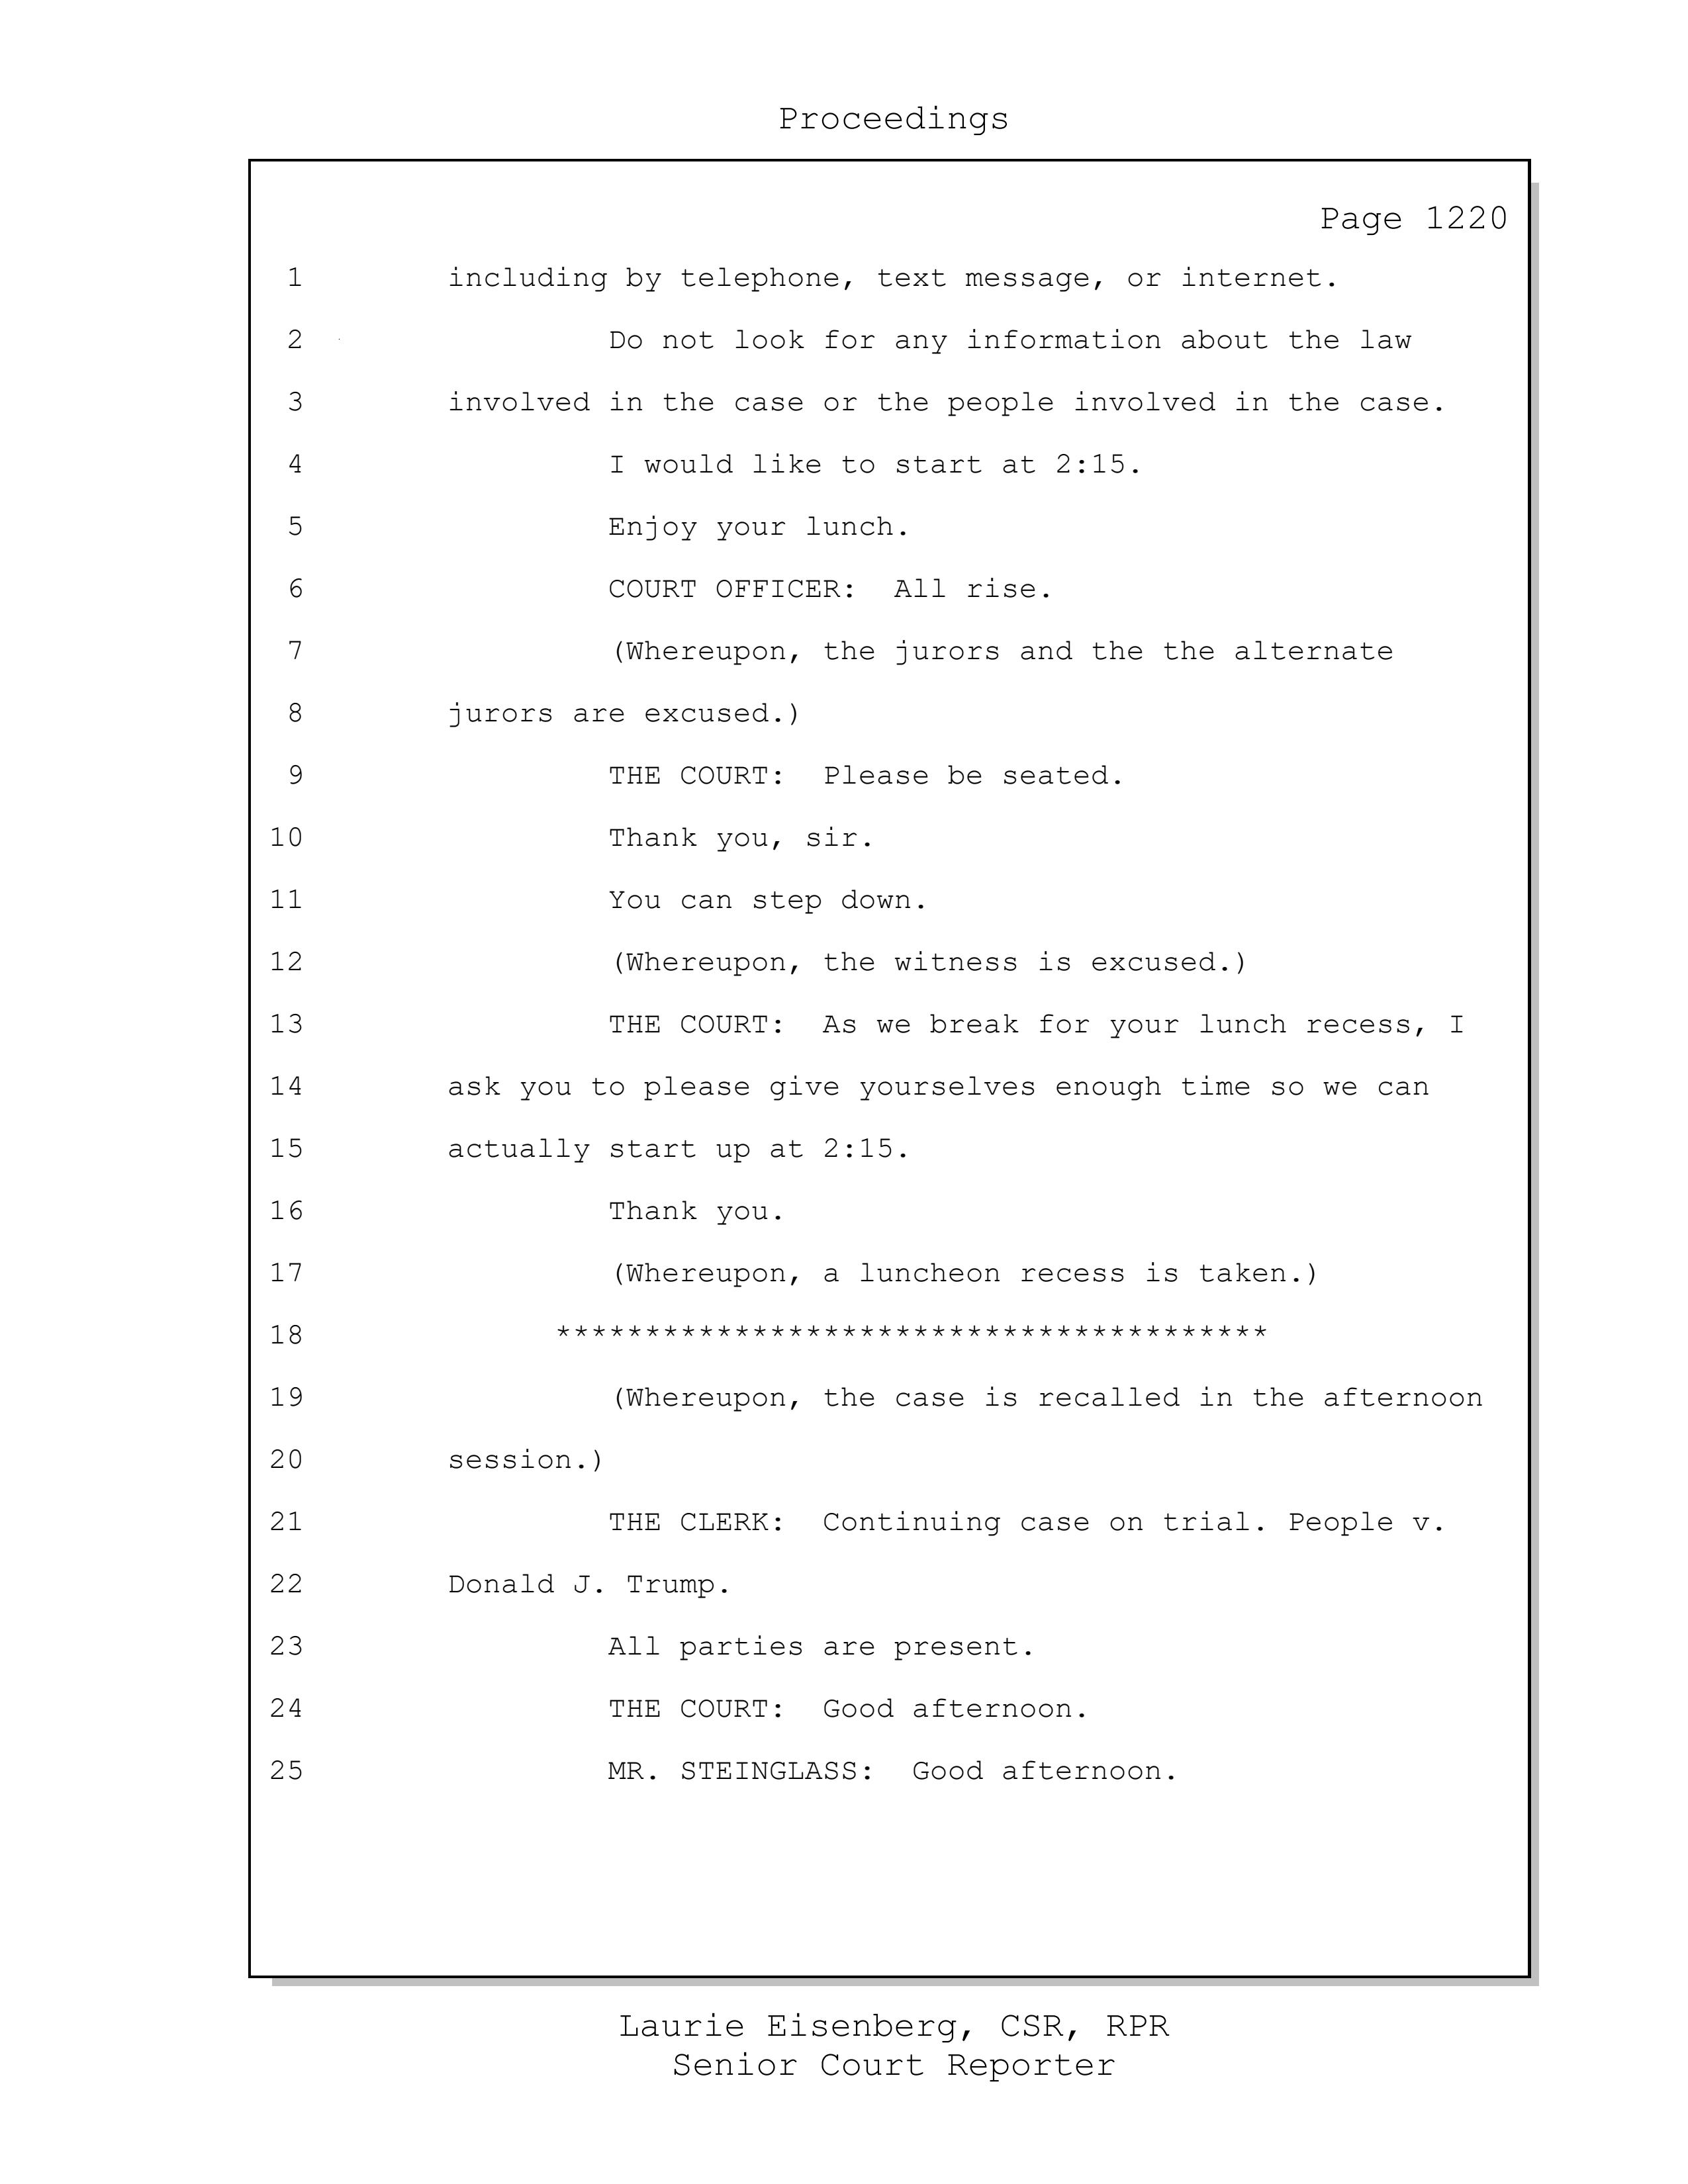 Proceedings
Page 1220
1 including by telephone, text message, or internet.
2 Do not look for any information about the law
3 involved in the case or the people involved in the case.
4 I would like to start at 2:15.
5 Enjoy your lunch.
6 COURT OFFICER: All rise.
7 (Whereupon, the jurors and the the alternate
8 jurors are excused.)
9 THE COURT: Please be seated.
10 Thank you, sir.
11 You can step down.
12 (Whereupon, the witness is excused.)
13 THE COURT: As we break for your lunch recess, I
14 ask you to please give yourselves enough time so we can
15 actually start up at 2:15.
16 Thank you.
17 (Whereupon, a luncheon recess is taken.)
18 ****************************************
19 (Whereupon, the case is recalled in the afternoon
20 session.)
21 THE CLERK: Continuing case on trial. People v.
22 Donald J. Trump.
23 All parties are present.
24 THE COURT: Good afternoon.
25 MR. STEINGLASS: Good afternoon.
Laurie Eisenberg, CSR, RPR
Senior Court Reporter